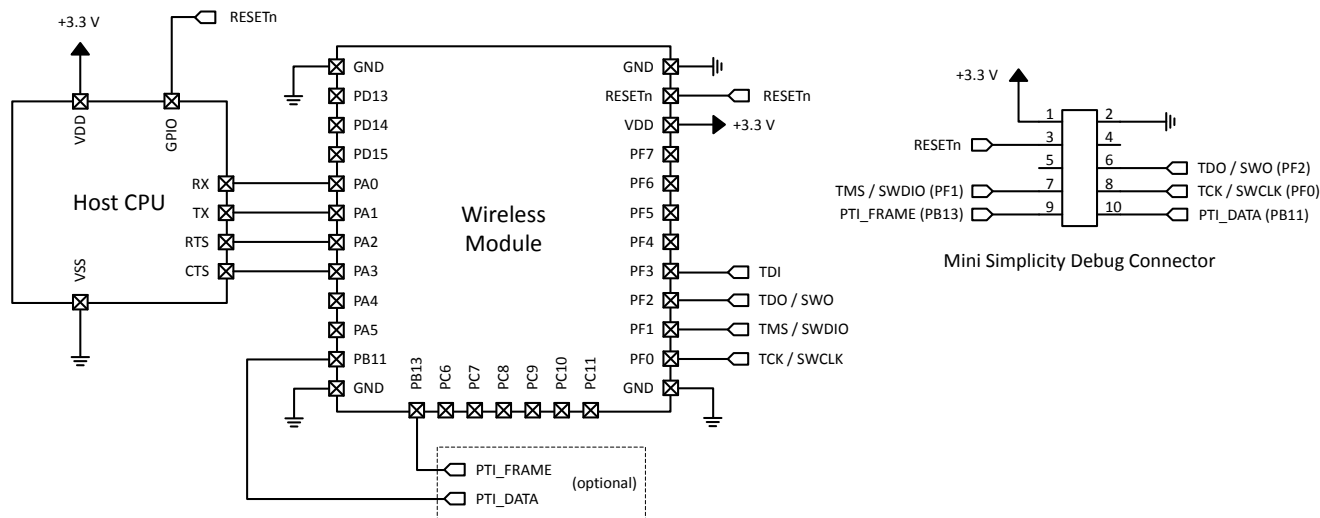 +3.3 V
RESETn
VDD
GPIO
Host CPU
RX
TX
RTS
CTS
VSS
GND
PD13
PD14
PD15
PA0
PA1
PA2
PA3
PA4
PA5
PB11
GND
Wireless
Module
PB13
PC6
PC7
PC8
PC9
PC10
PC11
GND
RESETn
RESETn
VDD
+3.3 V
PF7
PF6
PF5
PF4
PF3
TDI
PF2
TDO / SWO
PF1
TMS / SWDIO
PF0
TCK / SWCLK
GND
PTI_FRAME
(optional)
PTI_DATA
+3.3 V
1 2
RESETn 3 4
5 6 TDO / SWO (PF2)
TMS / SWDIO (PF1) 7 8 TCK / SWCLK (PF0)
PTI_FRAME (PB13) 9 10 PTI_DATA (PB11)
Mini Simplicity Debug Connector